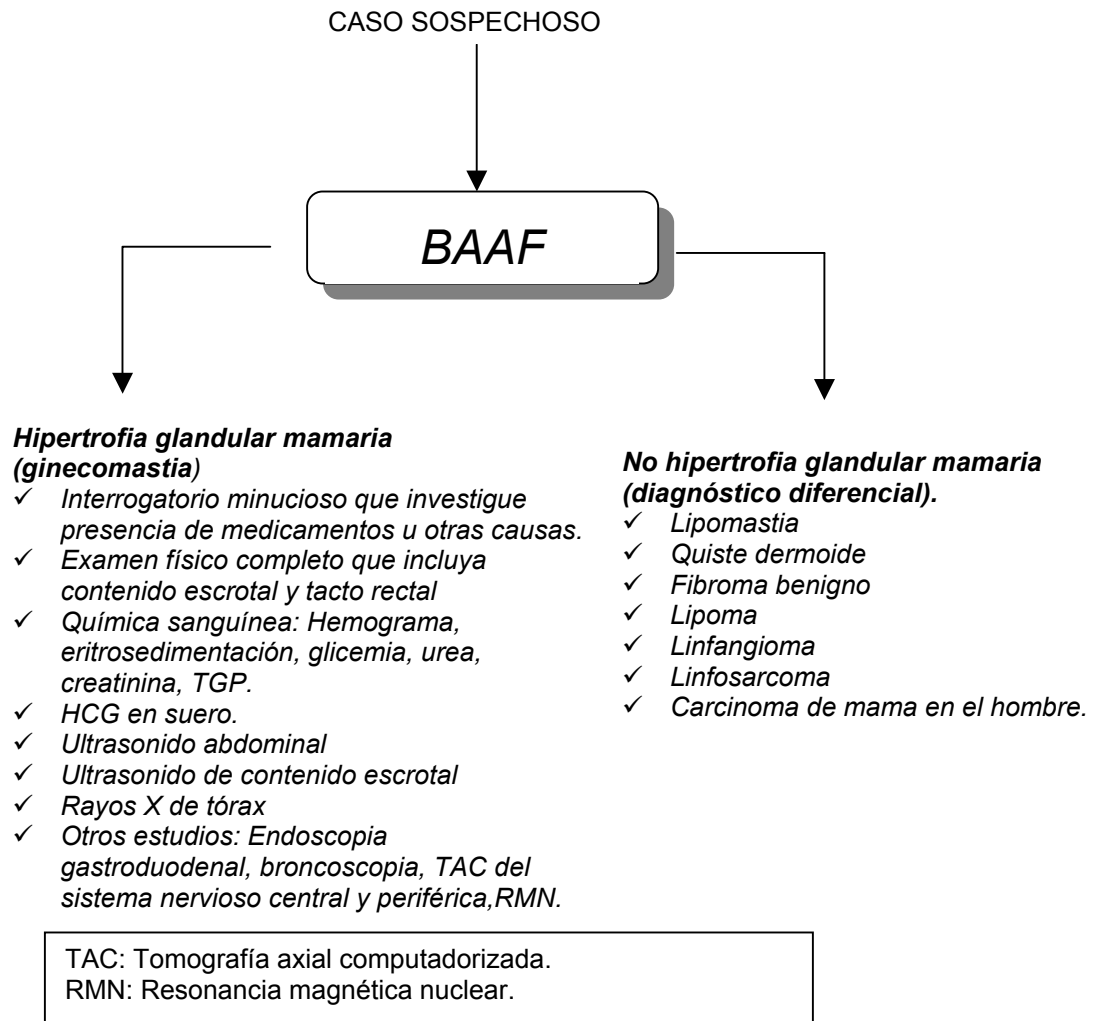 CASO SOSPECHOSO
BAAF
Hipertrofia glandular mamaria
(ginecomastia)
✓ Interrogatorio minucioso que investigue
presencia de medicamentos u otras causas.
✓ Examen físico completo que incluya
contenido escrotal y tacto rectal
✓ Química sanguínea: Hemograma,
eritrosedimentación, glicemia, urea,
creatinina, TGP.
✓ HCG en suero.
✓ Ultrasonido abdominal
✓ Ultrasonido de contenido escrotal
✓ Rayos X de tórax
✓ Otros estudios: Endoscopia
gastroduodenal, broncoscopia, TAC del
sistema nervioso central y periférica,RMN.
No hipertrofia glandular mamaria
(diagnóstico diferencial).
✓ Lipomastia
✓ Quiste dermoide
✓ Fibroma benigno
✓ Lipoma
✓ Linfangioma
✓ Linfosarcoma
✓ Carcinoma de mama en el hombre.
TAC: Tomografía axial computadorizada.
RMN: Resonancia magnética nuclear.